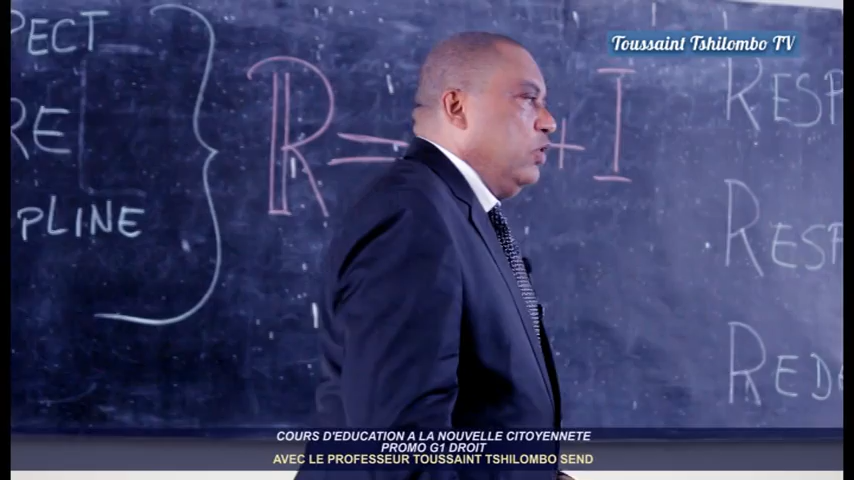 Toussaint Tshilombo TV
PECT
RE
PLINE
R = + I
RESP
RESP
REDE
COURS D'EDUCATION A LA NOUVELLE CITOYENNETE
PROMO G1 DROIT
AVEC LE PROFESSEUR TOUSSAINT TSHILOMBO SEND